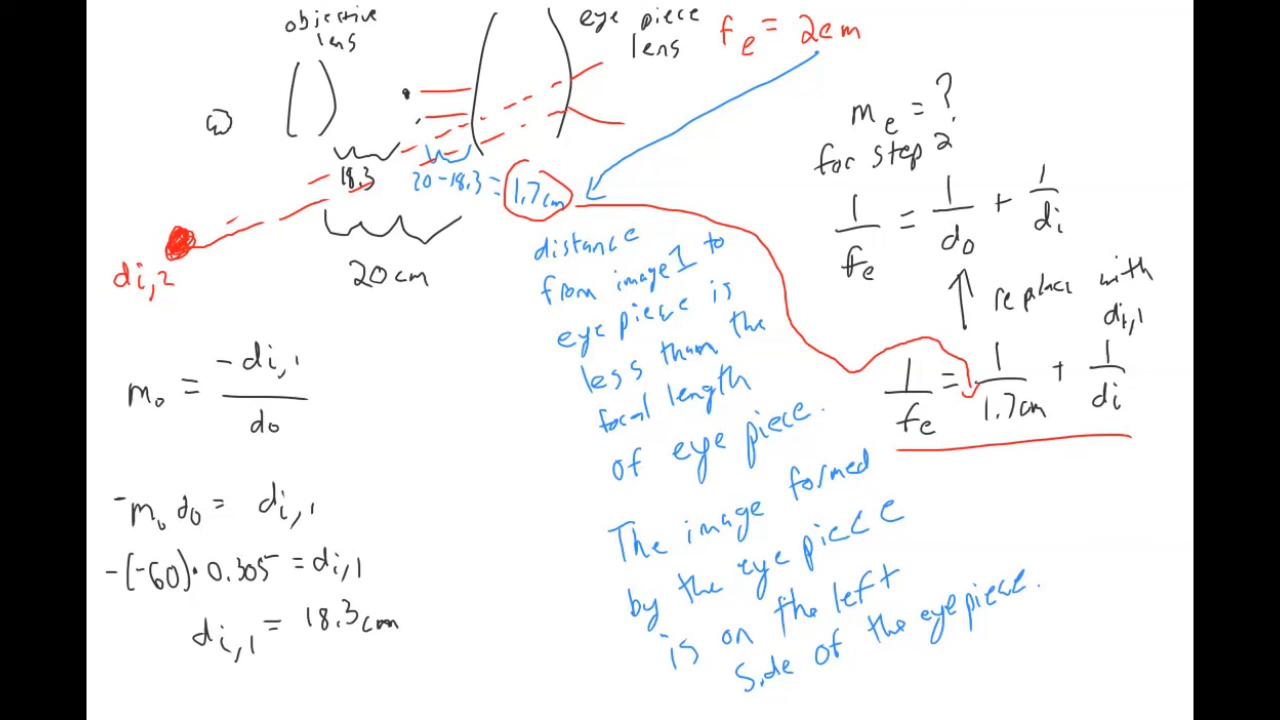 objective
lens
eye piece
lens
fe = 2cm
18.3
20 - 18.3 = 1.7cm
20 cm
di,2
mo = -di,1 / do
-mo do = di,1
-(-60)·0.305 = di,1
di,1 = 18.3cm
distance
from image 1 to
eye piece is
less than the
focal length
of eye piece.
The image formed
by the eye piece
is on the left
side of the eyepiece.
me = ?
for step 2
1/fe = 1/do + 1/di
replace with
di,1
1/fe = 1/1.7cm + 1/di